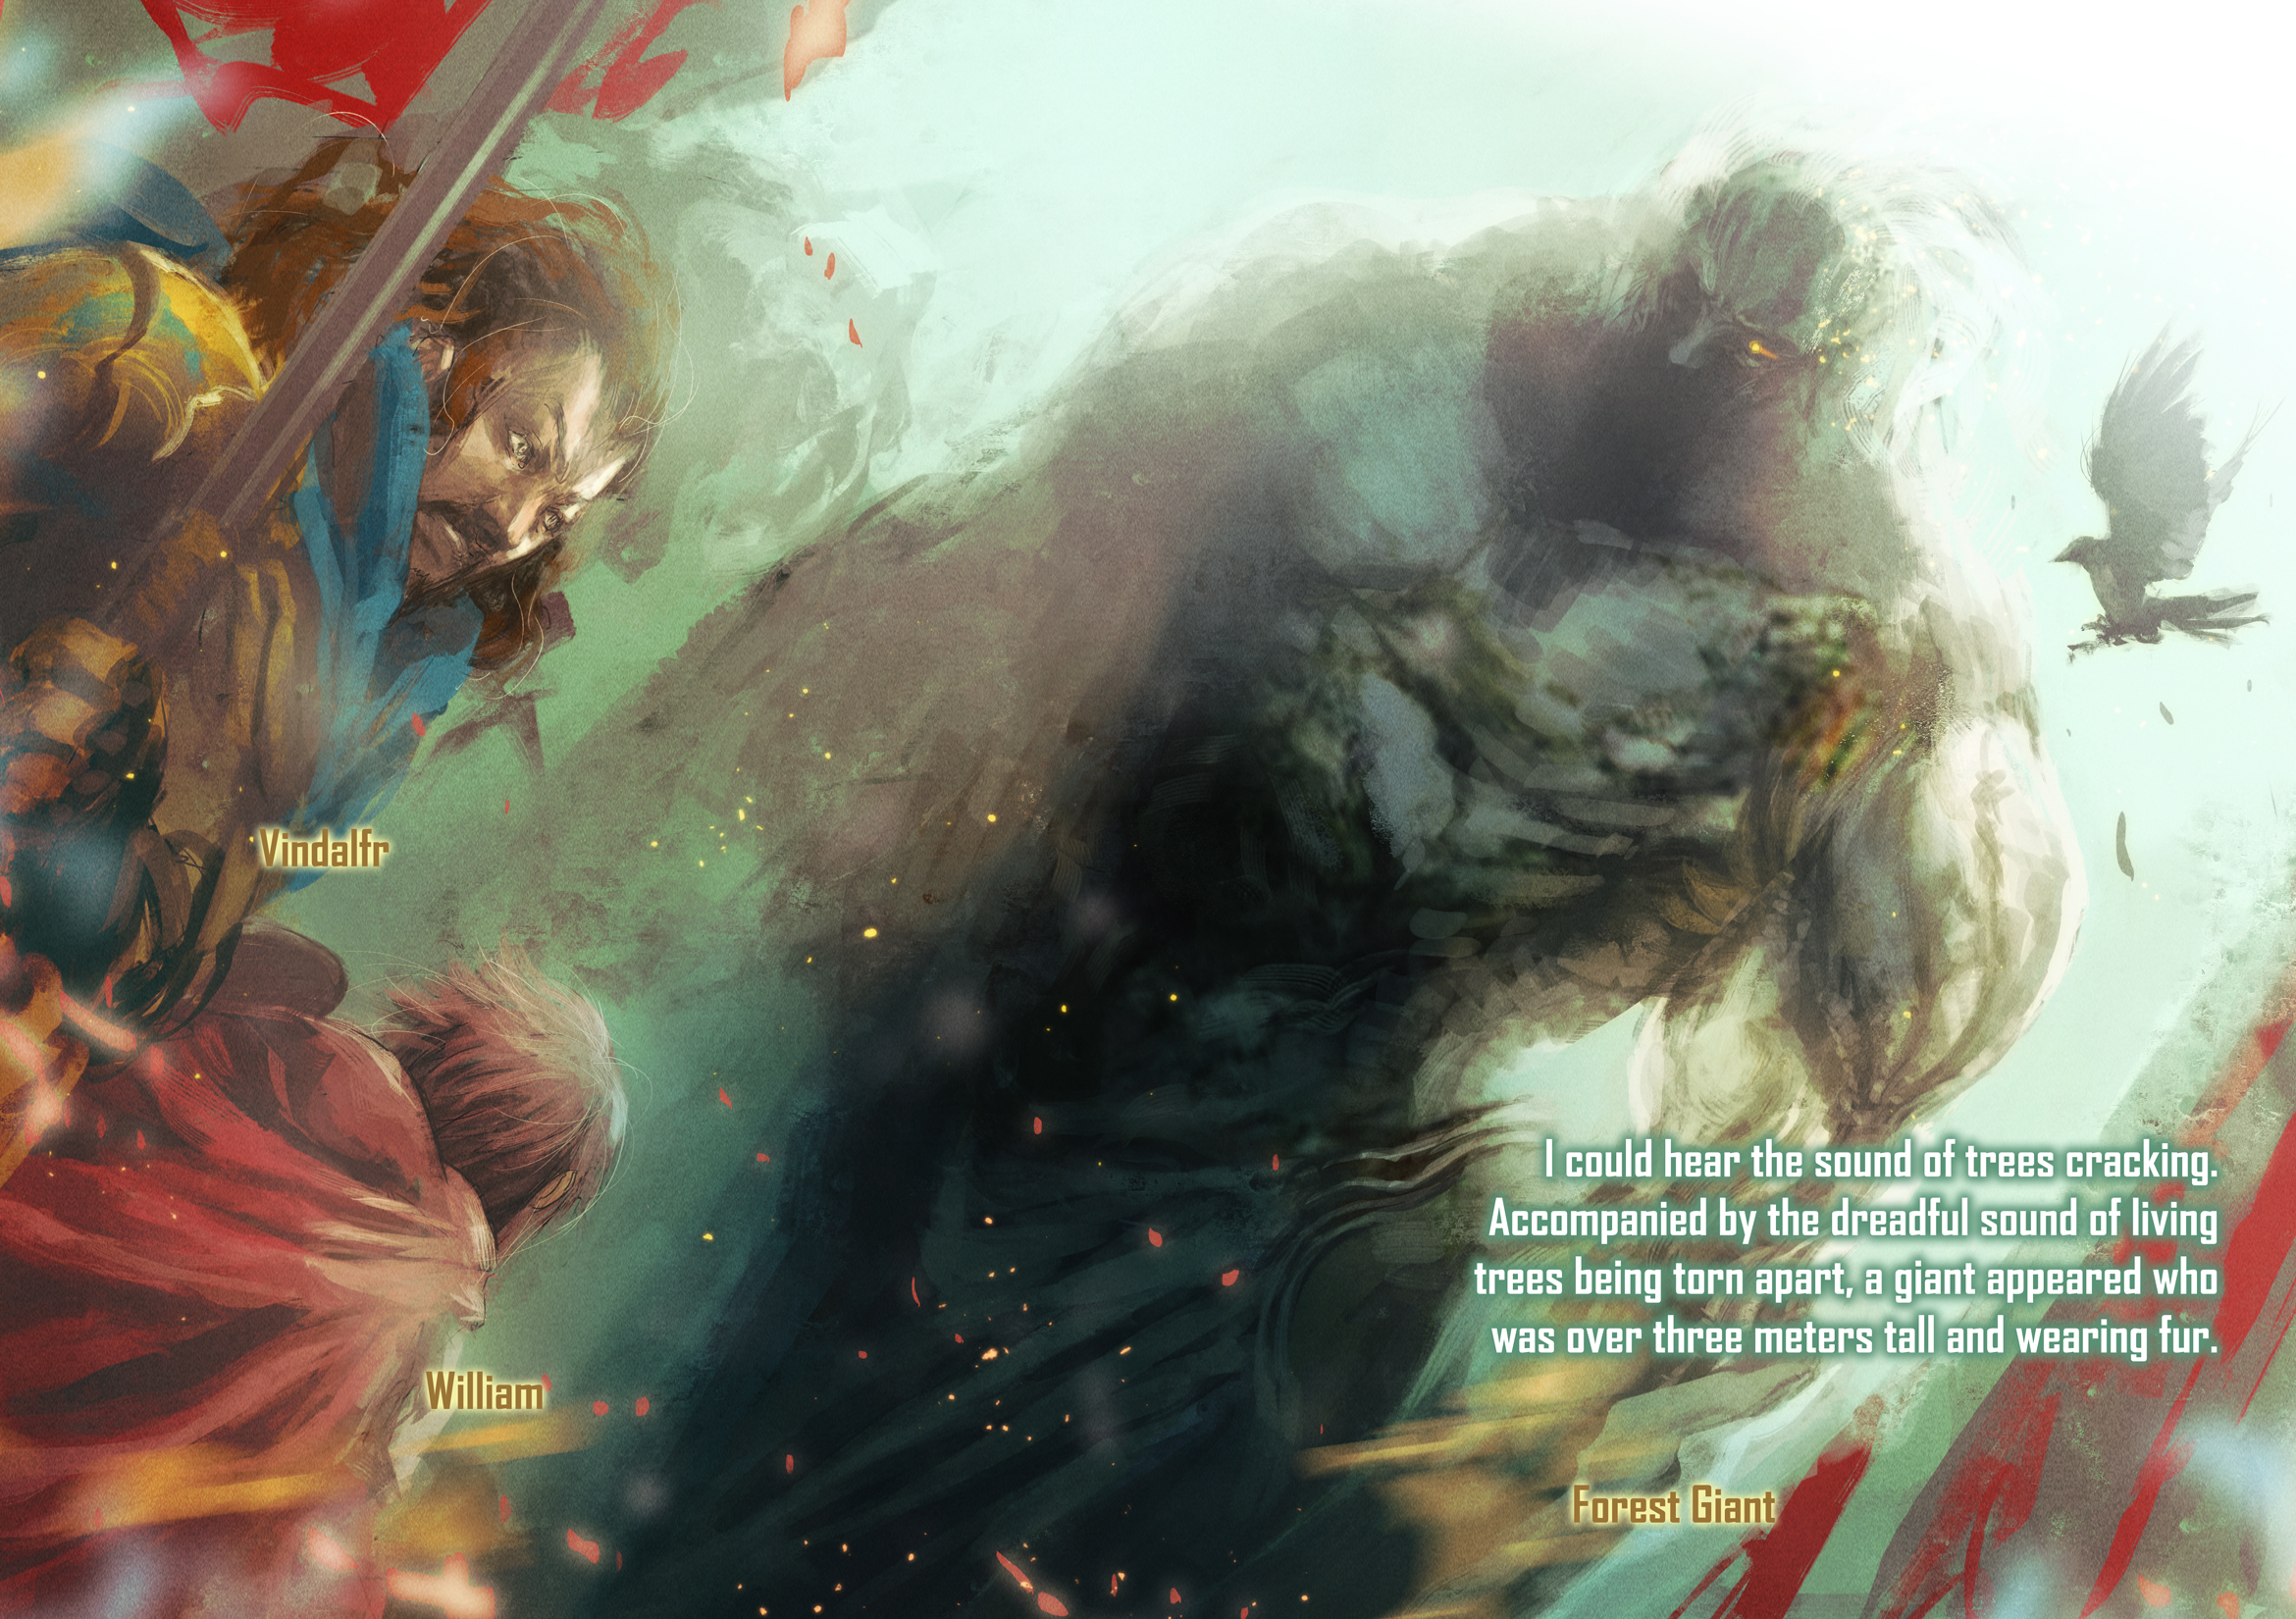 Vindalfr
William
I could hear the sound of trees cracking.
Accompanied by the dreadful sound of living
trees being torn apart, a giant appeared who
was over three meters tall and wearing fur.
Forest Giant